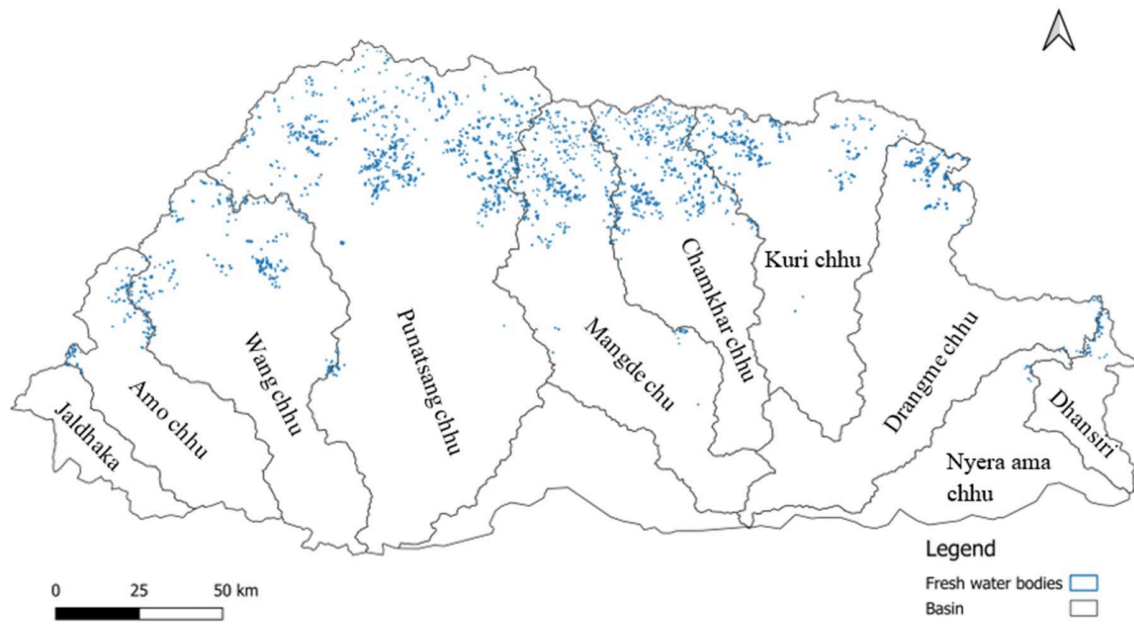 Kuri chhu
Chamkhar chhu
Punatsang chhu
Mangde chu
Wang chhu
Drangme chhu
Amo chhu
Jaldhaka
Dhansiri
Nyera ama
chhu
Legend
Fresh water bodies
Basin
0 25 50 km